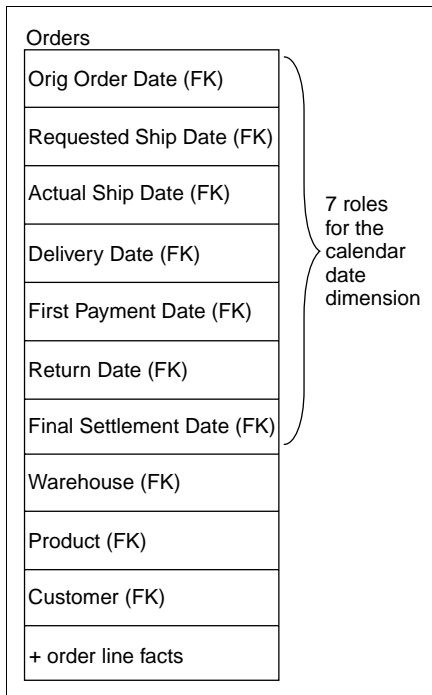 Orders
Orig Order Date (FK)
Requested Ship Date (FK)
Actual Ship Date (FK)
Delivery Date (FK)
First Payment Date (FK)
Return Date (FK)
Final Settlement Date (FK)
Warehouse (FK)
Product (FK)
Customer (FK)
+ order line facts
7 roles
for the
calendar
date
dimension